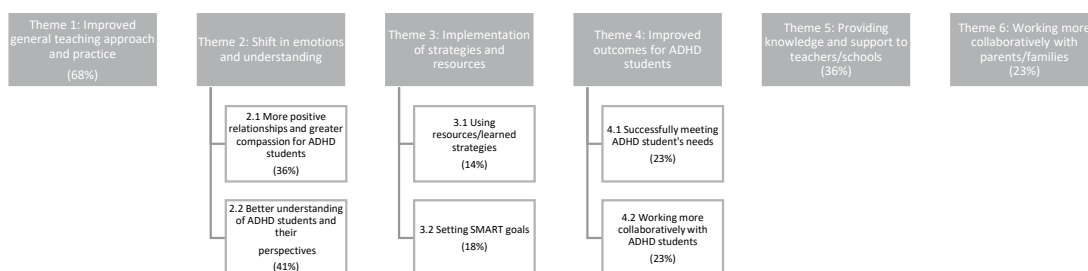 Theme 1: Improved
general teaching approach
and practice
(68%)
Theme 2: Shift in emotions
and understanding
2.1 More positive
relationships and greater
compassion for ADHD
students
(36%)
2.2 Better understanding
of ADHD students and
their
perspectives
(41%)
Theme 3: Implementation
of strategies and
resources
3.1 Using
resources/learned
strategies
(14%)
3.2 Setting SMART goals
(18%)
Theme 4: Improved
outcomes for ADHD
students
4.1 Successfully meeting
ADHD student's needs
(23%)
4.2 Working more
collaboratively with
ADHD students
(23%)
Theme 5: Providing
knowledge and support to
teachers/schools
(36%)
Theme 6: Working more
collaboratively with
parents/families
(23%)